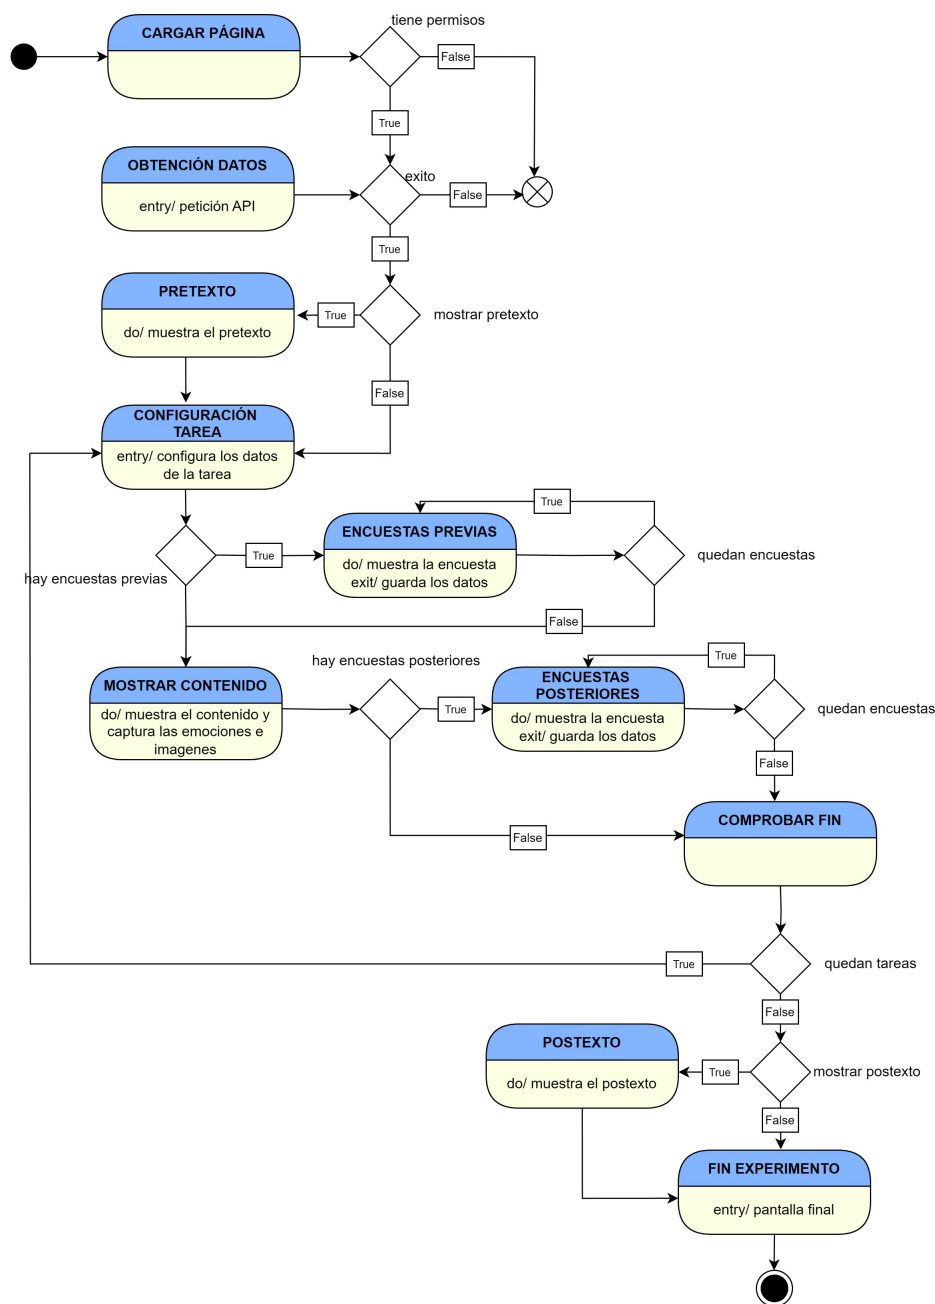 tiene permisos
CARGAR PÁGINA
False
True
OBTENCIÓN DATOS
exito
entry/ petición API
False
True
PRETEXTO
mostrar pretexto
True
do/ muestra el pretexto
False
CONFIGURACIÓN
TAREA
entry/ configura los datos
de la tarea
True
ENCUESTAS PREVIAS
quedan encuestas
True
do/ muestra la encuesta
hay encuestas previas
exit/ guarda los datos
False
hay encuestas posteriores
True
MOSTRAR CONTENIDO
ENCUESTAS
POSTERIORES
do/ muestra el contenido y
captura las emociones e
imagenes
True
do/ muestra la encuesta
exit/ guarda los datos
quedan encuestas
False
COMPROBAR FIN
False
True
quedan tareas
False
POSTEXTO
True
mostrar postexto
do/ muestra el postexto
False
FIN EXPERIMENTO
entry/ pantalla final